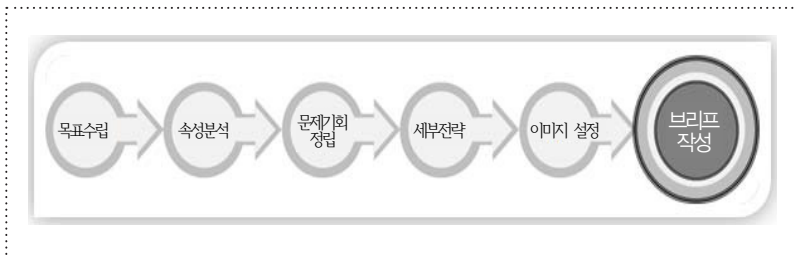 목표수립
속성분석
문제기회
정립
세부전략
이미지 설정
브리프
작성